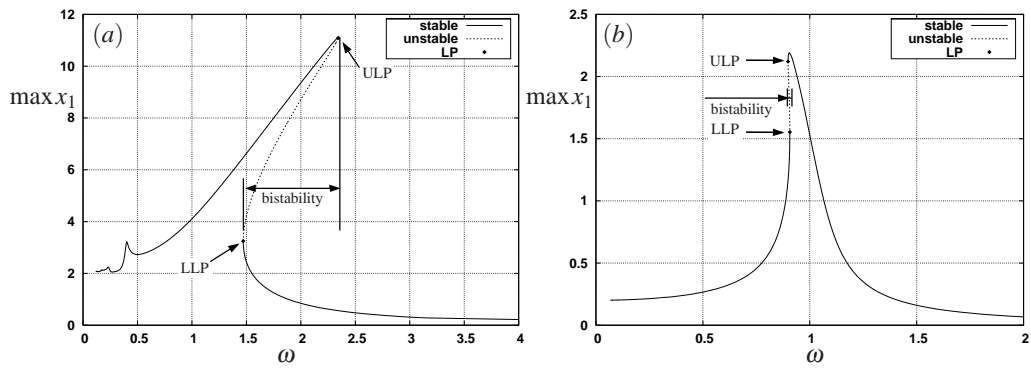 (a)
stable
unstable
LP
12
10
8
6
4
2
0
max x₁
ULP
bistability
LLP
0 0.5 1 1.5 2 2.5 3 3.5 4
ω
(b)
stable
unstable
LP
2.5
2
1.5
1
0.5
0
max x₁
ULP
bistability
LLP
0 0.5 1 1.5 2
ω